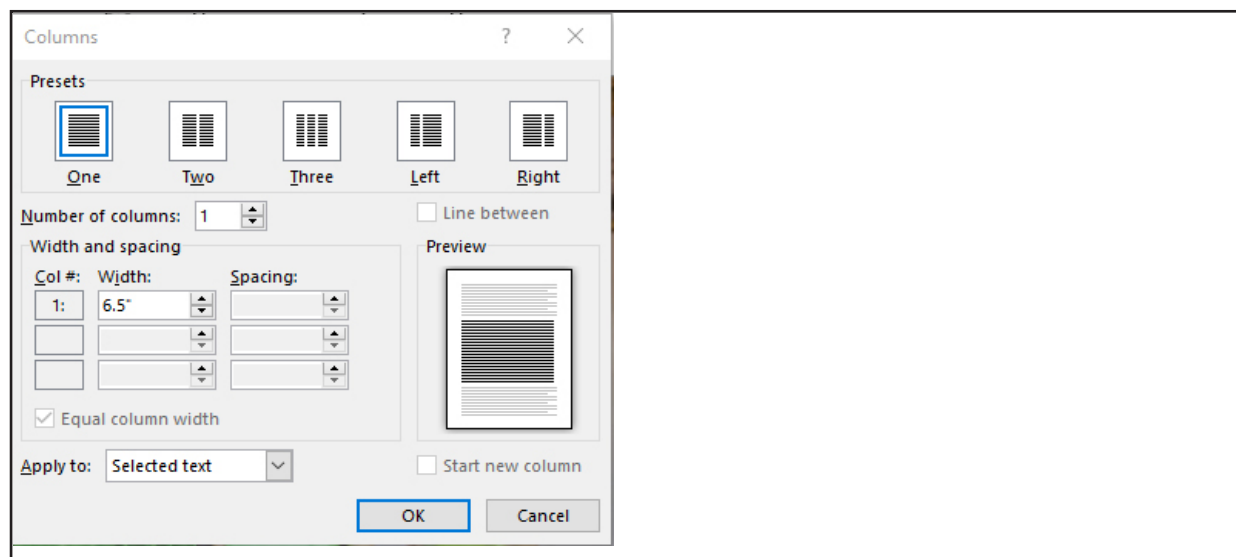 Columns ?
Presets
One Two Three Left Right
Number of columns: 1 Line between
Width and spacing Preview
Col #: Width: Spacing:
1: 6.5"
Equal column width
Apply to: Selected text Start new column
OK Cancel